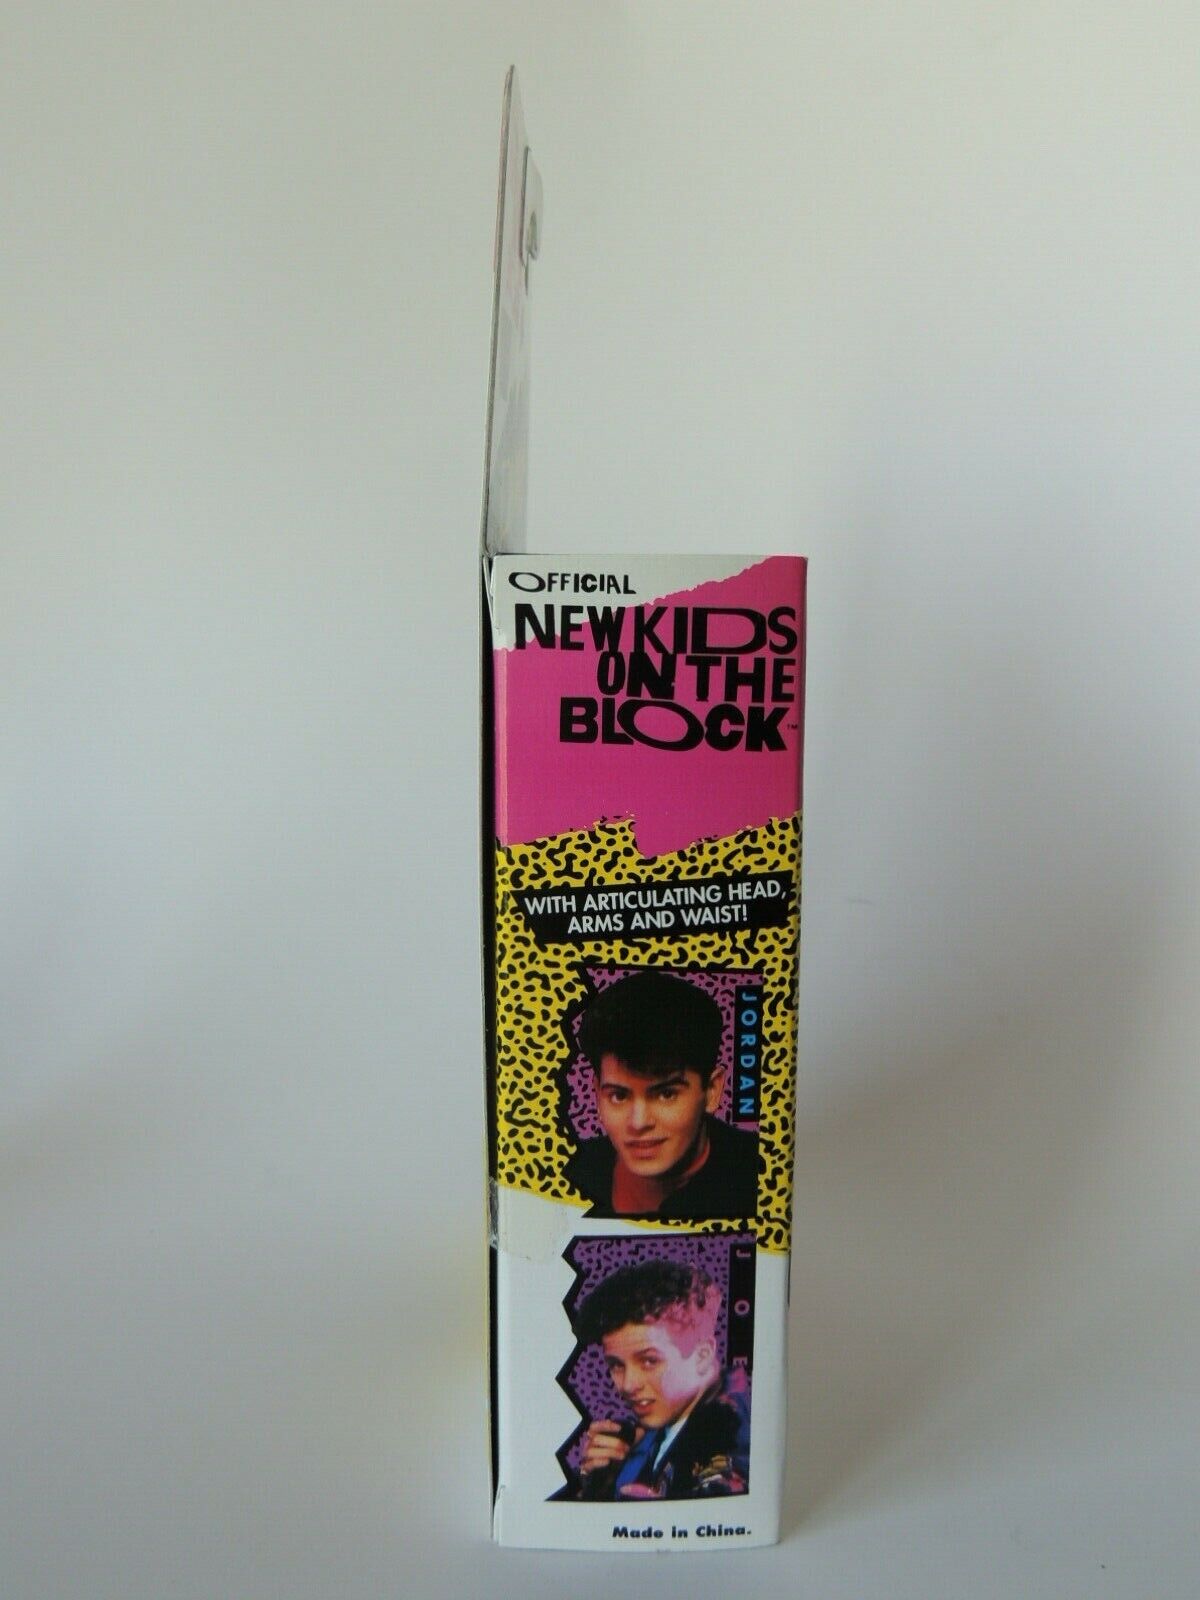 OFFICIAL
NEW KIDS
ON THE
BLOCK™
WITH ARTICULATING HEAD,
ARMS AND WAIST!
JORDAN
JOE
Made in China.